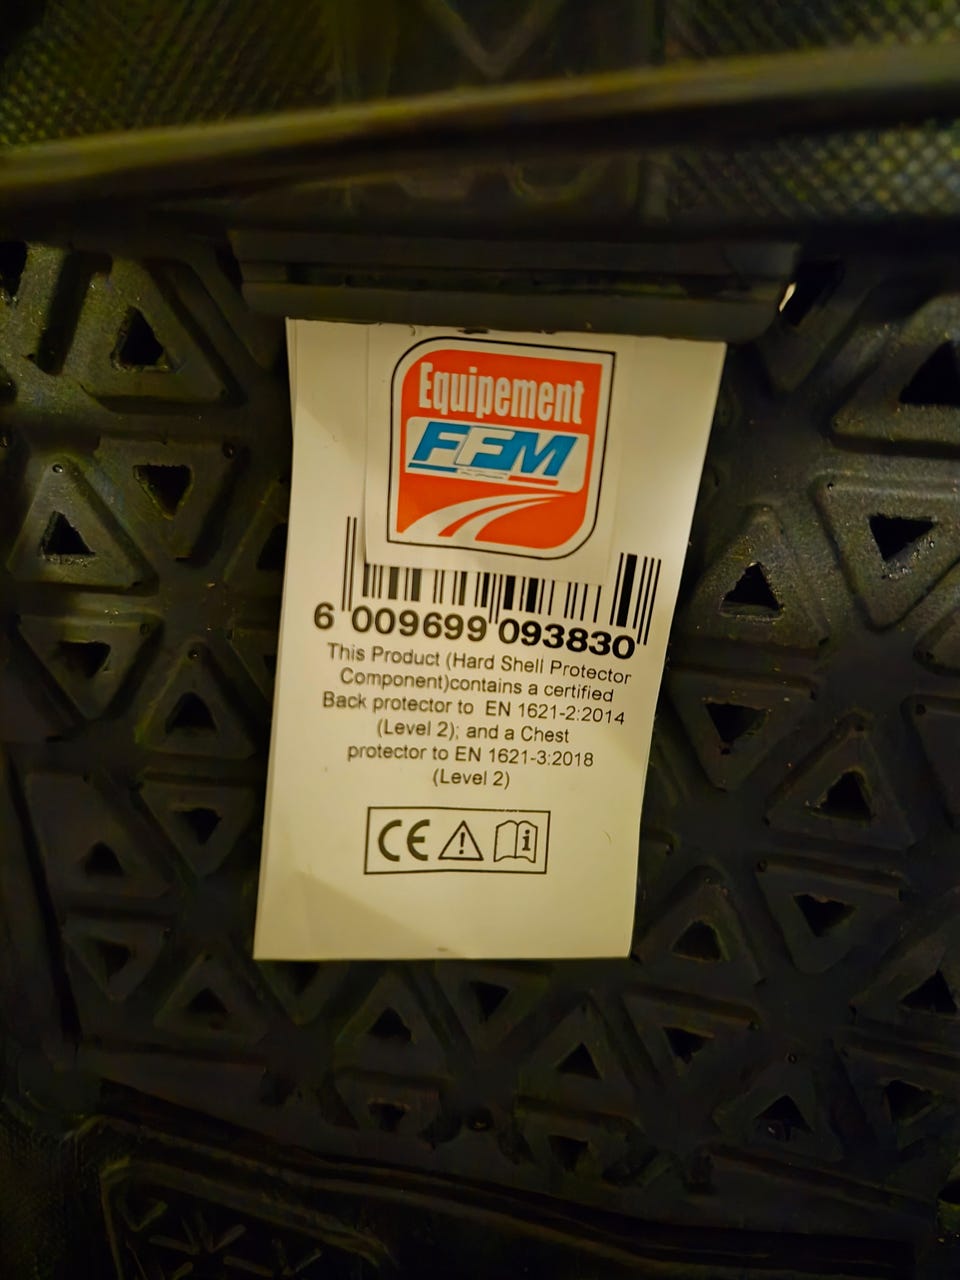 Equipement
FFM
6 009699 093830
This Product (Hard Shell Protector
Component)contains a certified
Back protector to EN 1621-2:2014
(Level 2); and a Chest
protector to EN 1621-3:2018
(Level 2)
CE